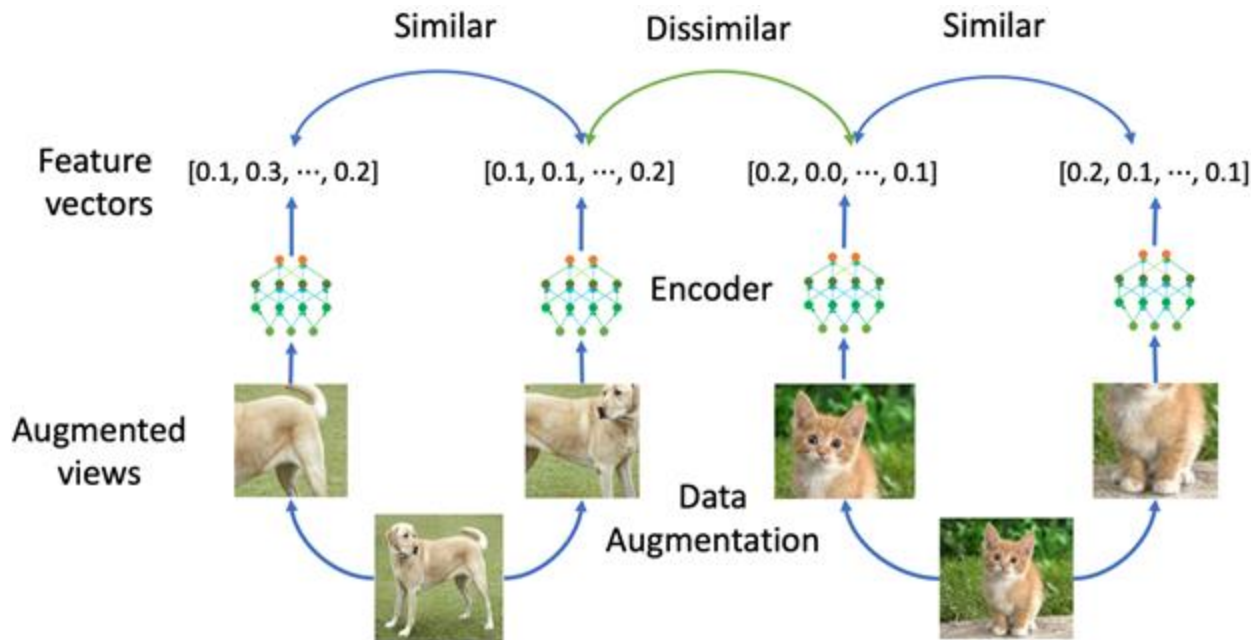 Similar
Dissimilar
Similar
Feature
vectors
[0.1, 0.3, ⋯, 0.2]
[0.1, 0.1, ⋯, 0.2]
[0.2, 0.0, ⋯, 0.1]
[0.2, 0.1, ⋯, 0.1]
Encoder
Augmented
views
Data
Augmentation